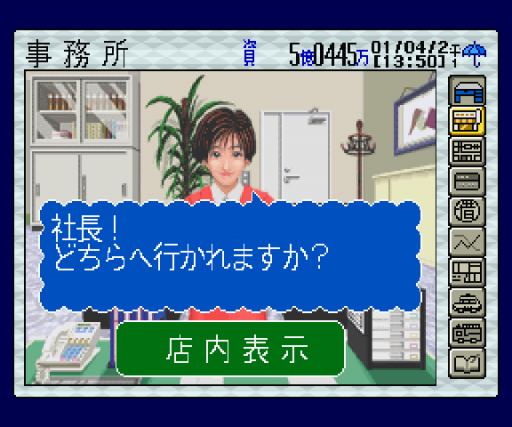 事務所 資 5億0445万 01/04/2 [13:50]
社長!
どちらへ行かれますか?
店内表示
借